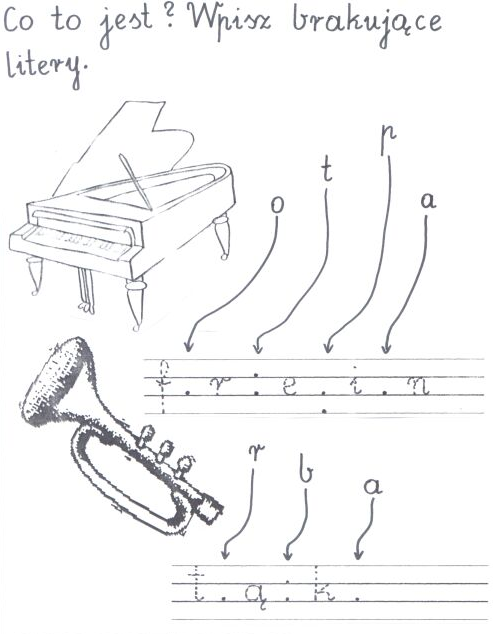 Co to jest? Wpisz brakujące
litery.
p
t
o a
f . r . e . i . n
r
b
a
t . ą . k .